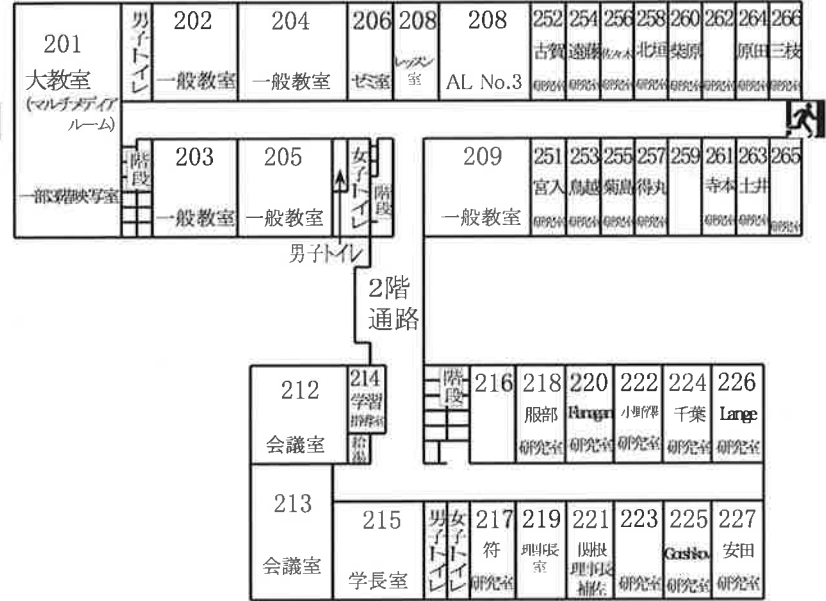 201
大教室
(マルチメディア
ルーム)
一部3階映写室
男子トイレ
202
一般教室
204
一般教室
206
ゼミ室
208
レッスン
室
208
AL No.3
252
古賀
研究室
254
遠藤
研究室
256
佐々木
研究室
258
北垣
研究室
260
柴原
研究室
262
研究室
264
原田
研究室
266
三枝
研究室
階段
203
一般教室
205
一般教室
男子トイレ
女子トイレ
階段
209
一般教室
251
宮入
研究室
253
鳥越
研究室
255
菊島
研究室
257
得丸
研究室
259
261
寺本
研究室
263
土井
研究室
265
研究室
2階
通路
212
会議室
214
学習
指導室
給湯
階段
216
218
服部
研究室
220
Flanagan
研究室
222
小野澤
研究室
224
千葉
研究室
226
Lange
研究室
213
会議室
215
学長室
男子トイレ
女子トイレ
217
符
研究室
219
理事長
室
221
関根
理事長
補佐
223
研究室
225
Gorshkov
研究室
227
安田
研究室